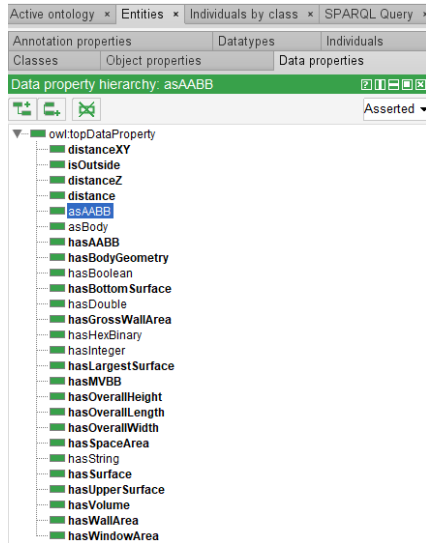 Active ontology × Entities × Individuals by class × SPARQL Query ×
Annotation properties Datatypes Individuals
Classes Object properties Data properties
Data property hierarchy: asAABB
Asserted
owl:topDataProperty
distanceXY
isOutside
distanceZ
distance
asAABB
asBody
hasAABB
hasBodyGeometry
hasBoolean
hasBottomSurface
hasDouble
hasGrossWallArea
hasHexBinary
hasInteger
hasLargestSurface
hasMVBB
hasOverallHeight
hasOverallLength
hasOverallWidth
hasSpaceArea
hasString
hasSurface
hasUpperSurface
hasVolume
hasWallArea
hasWindowArea